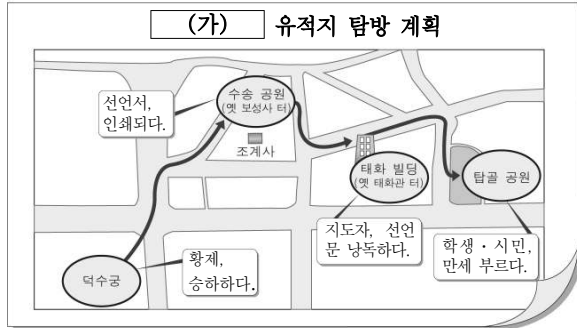 (가) 유적지 탐방 계획
선언서,
인쇄되다.
수송 공원
(옛 보성사 터)
조계사
태화 빌딩
(옛 태화관 터)
탑골 공원
지도자, 선언
문 낭독하다.
학생·시민,
만세 부르다.
덕수궁
황제,
승하하다.